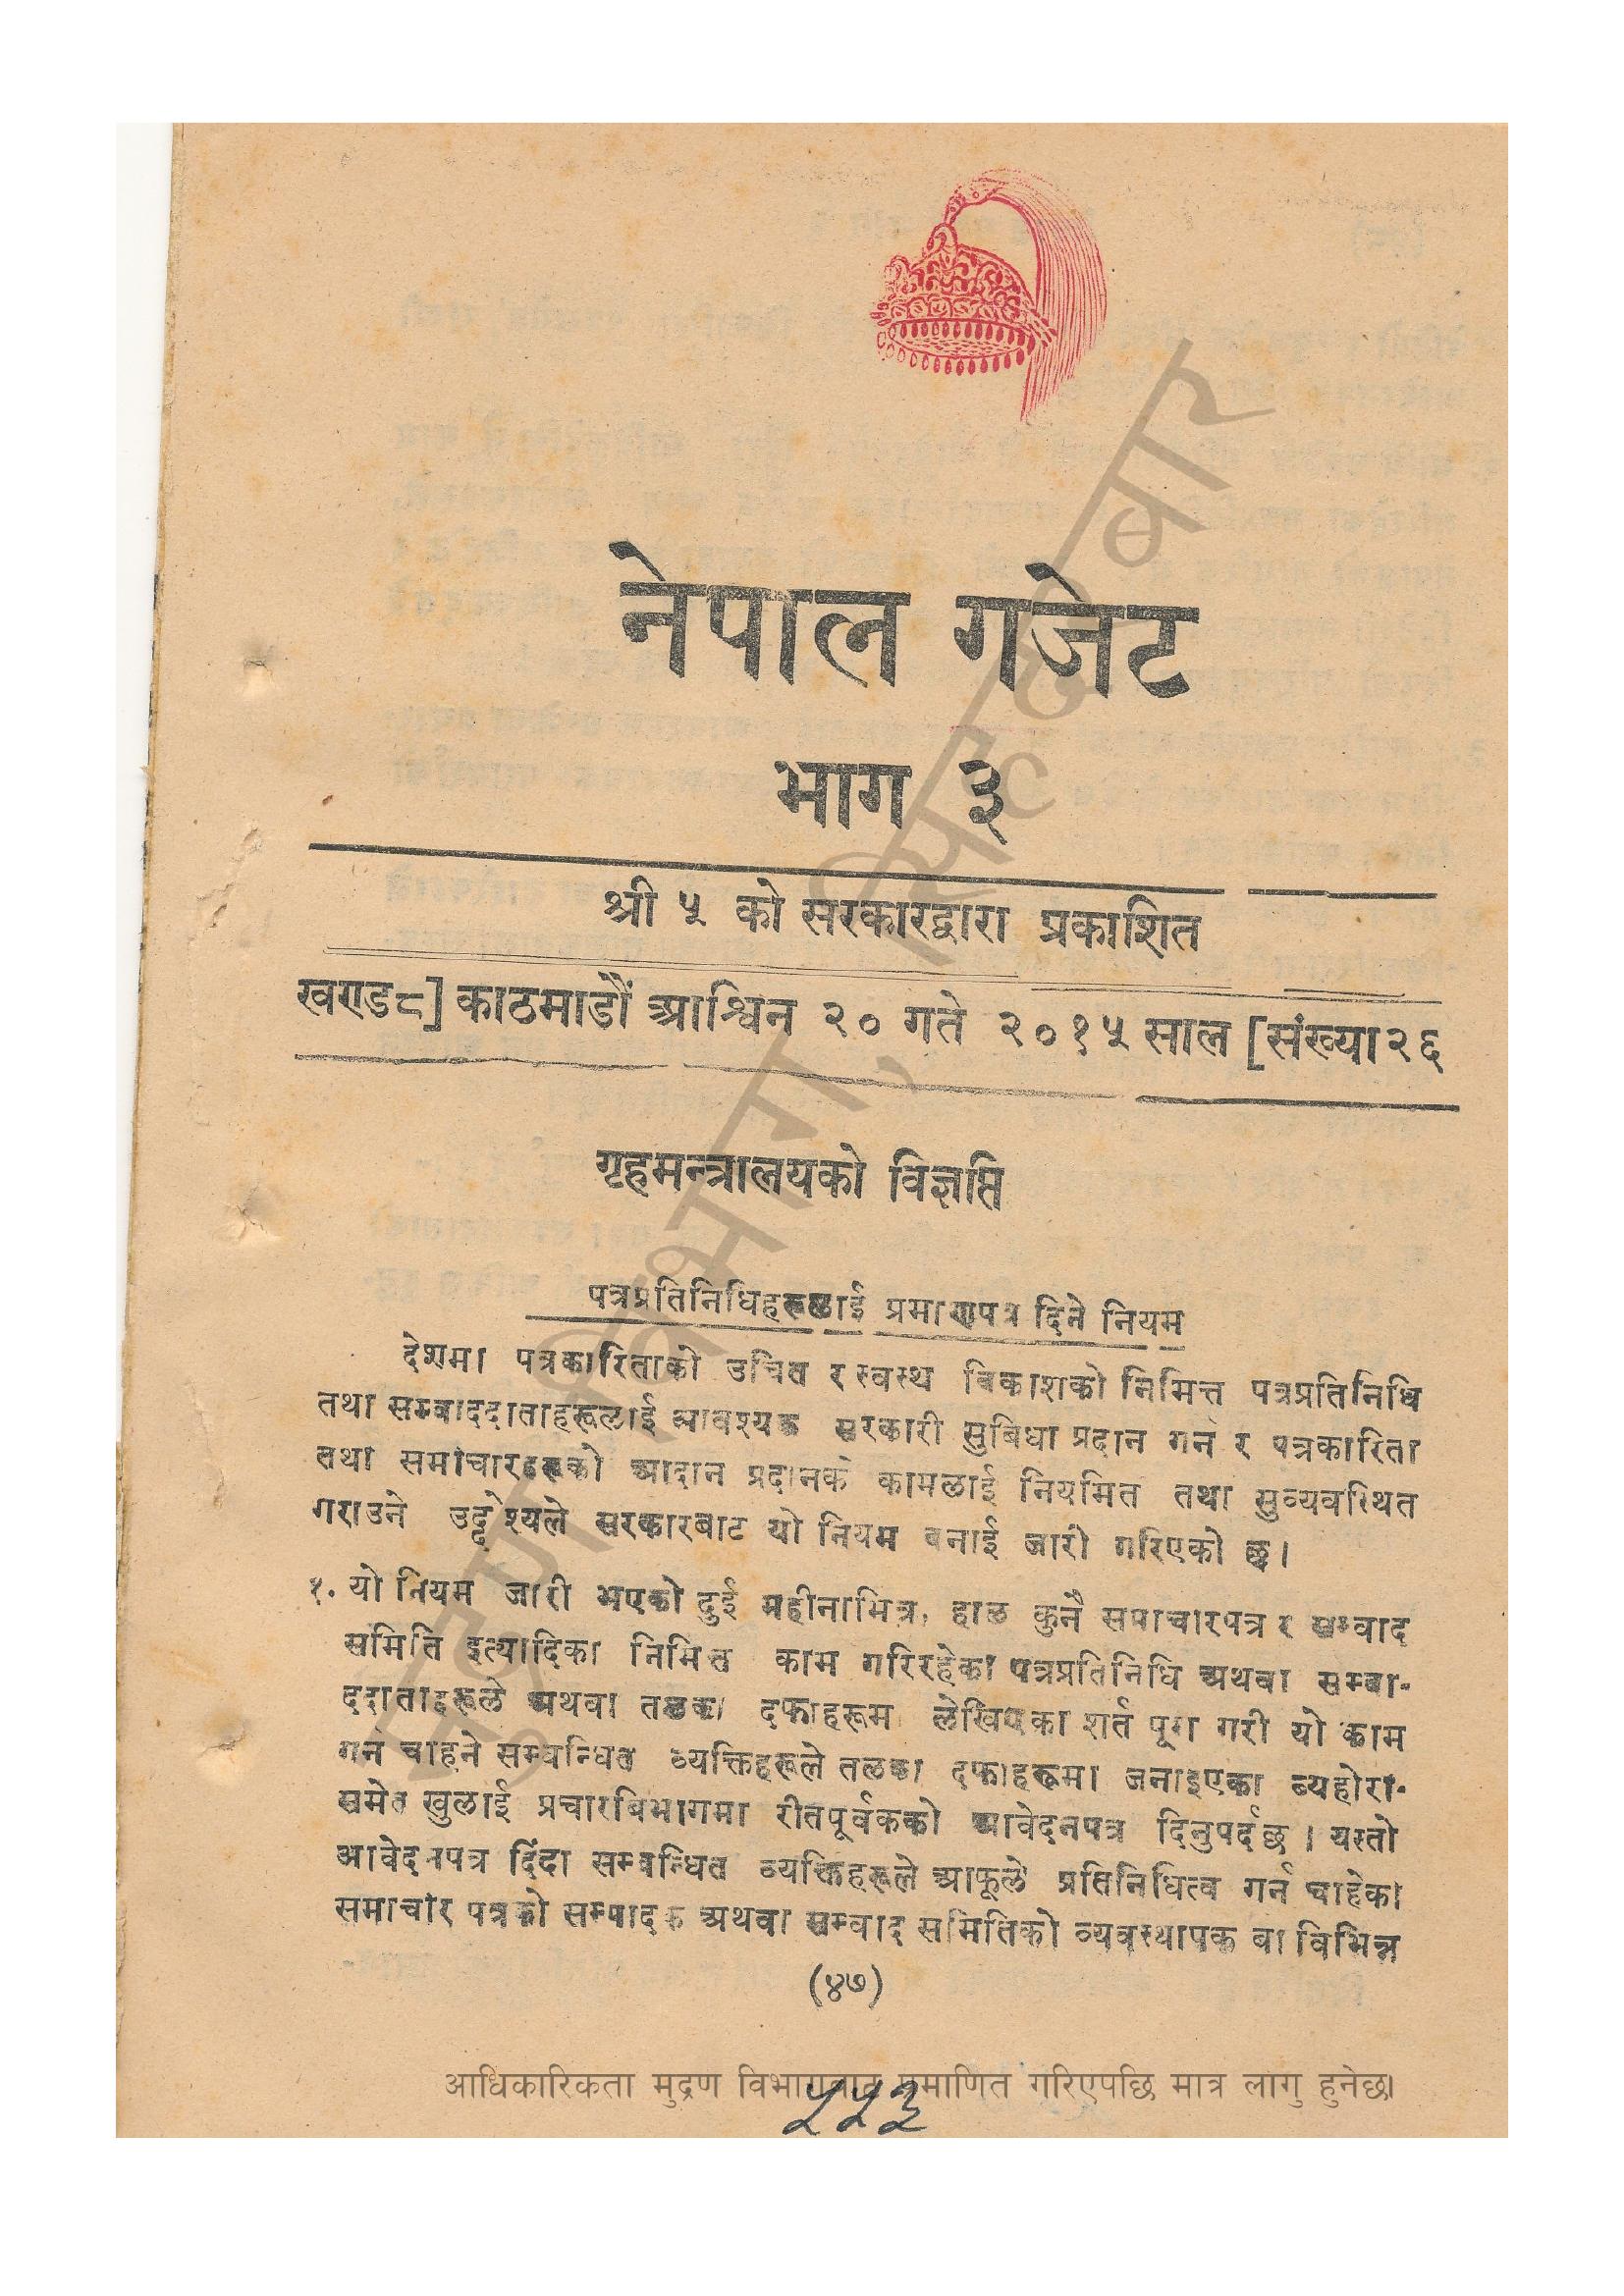 नेपाल गजेट
भाग ३
श्री ५ को सरकारद्वारा प्रकाशित
खण्ड८] काठमाडौं आश्विन २० गते २०१५ साल [संख्या२६
गृहमन्त्रालयको विज्ञप्ति
पत्रप्रतिनिधिहरूलाई प्रमाणपत्र दिने नियम
देशमा पत्रकारिताको उचित र स्वस्थ बिकाशको निमित्त पत्रप्रतिनिधि
तथा सम्वाददाताहरूलाई आवश्यक सरकारी सुबिधा प्रदान गर्न र पत्रकारिता
तथा समाचारहरूको आदान प्रदानके कामलाई नियमित तथा सुव्यवस्थित
गराउने उद्देश्यले सरकारबाट यो नियम बनाई जारी गरिएको छ।
१. यो नियम जारी भएको दुई महीनाभित्र, हाल कुनै समाचारपत्र र सम्वाद
समिति इत्यादिका निमित्त काम गरिरहेका पत्रप्रतिनिधि अथवा सम्वा-
ददाताहरूले अथवा तलका दफाहरूमा लेखिएका शर्त पूरा गरी यो काम
गर्न चाहने सम्बन्धित व्यक्तिहरूले तलका दफाहरूमा जनाइएका व्यहोरा-
समेत खुलाई प्रचारबिभागमा रीतपूर्वकको आवेदनपत्र दिनुपर्दछ । यस्तो
आवेदनपत्र दिंदा सम्बन्धित व्यक्तिहरूले आफूले प्रतिनिधित्व गर्न चाहेका
समाचार पत्रको सम्पादक अथवा सम्वाद समितिको व्यवस्थापक वा विभिन्न
(४७)
आधिकारिकता मुद्रण विभागबाट प्रमाणित गरिएपछि मात्र लागु हुनेछ।
५५३
मुद्रण विभाग,